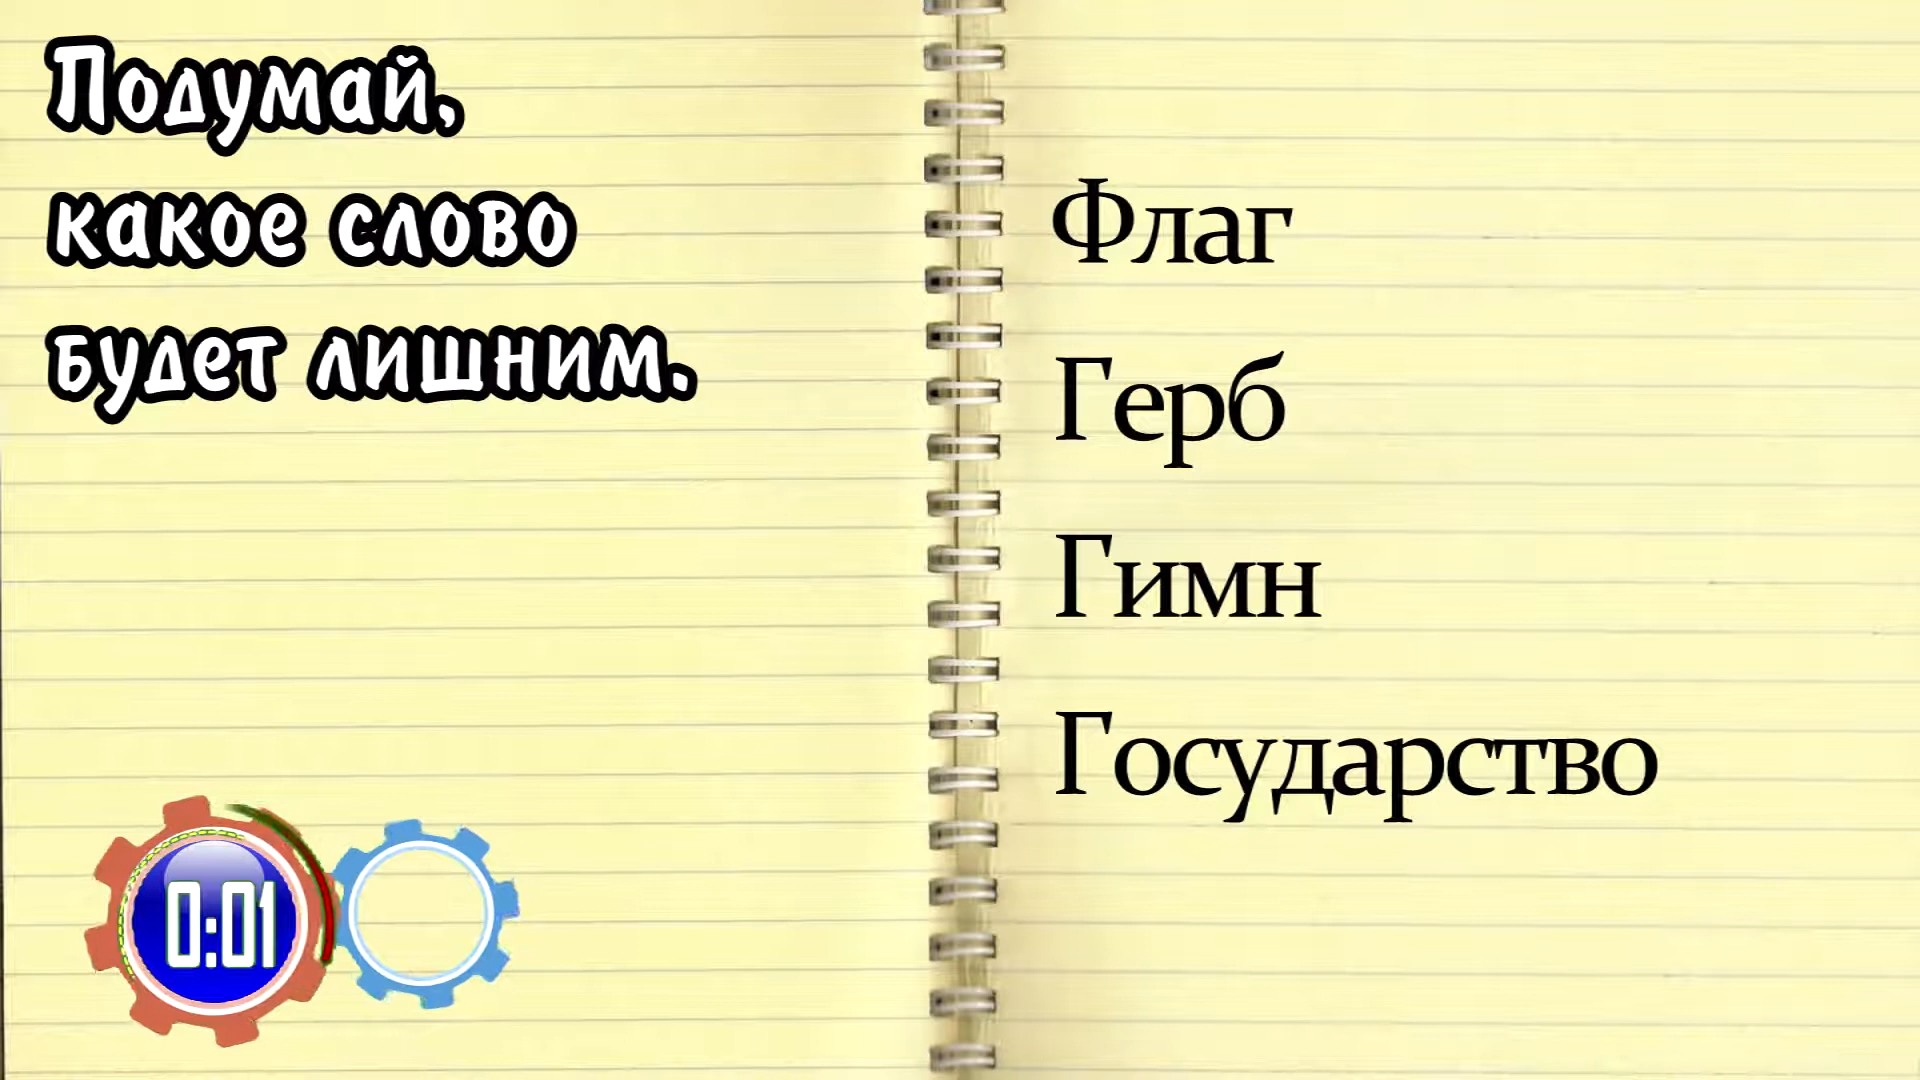 Подумай,
какое слово
будет лишним.
Флаг
Герб
Гимн
Государство
0:01